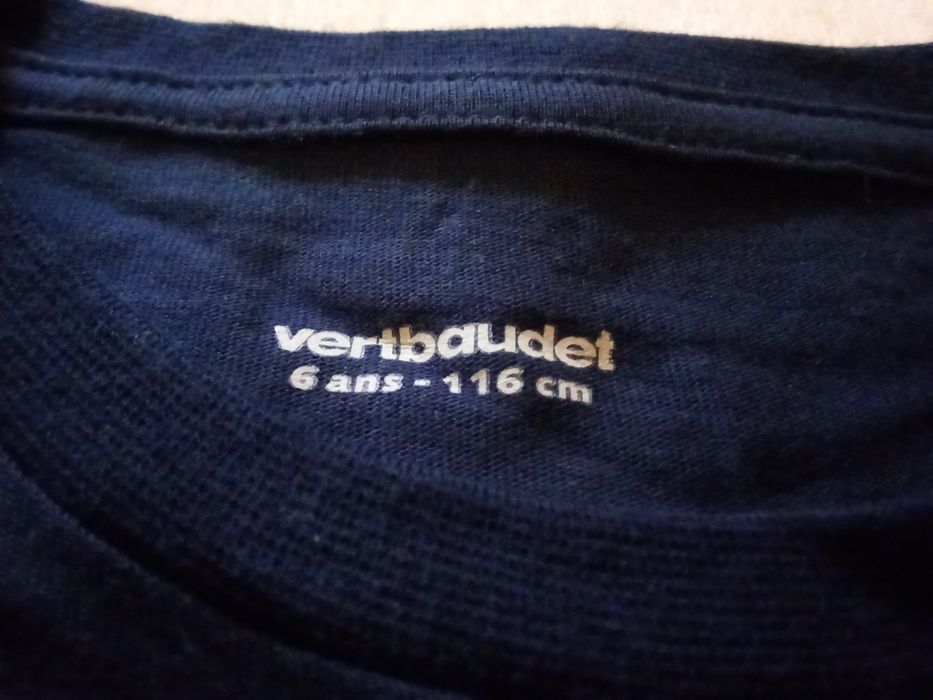 vertbaudet
6 ans - 116 cm